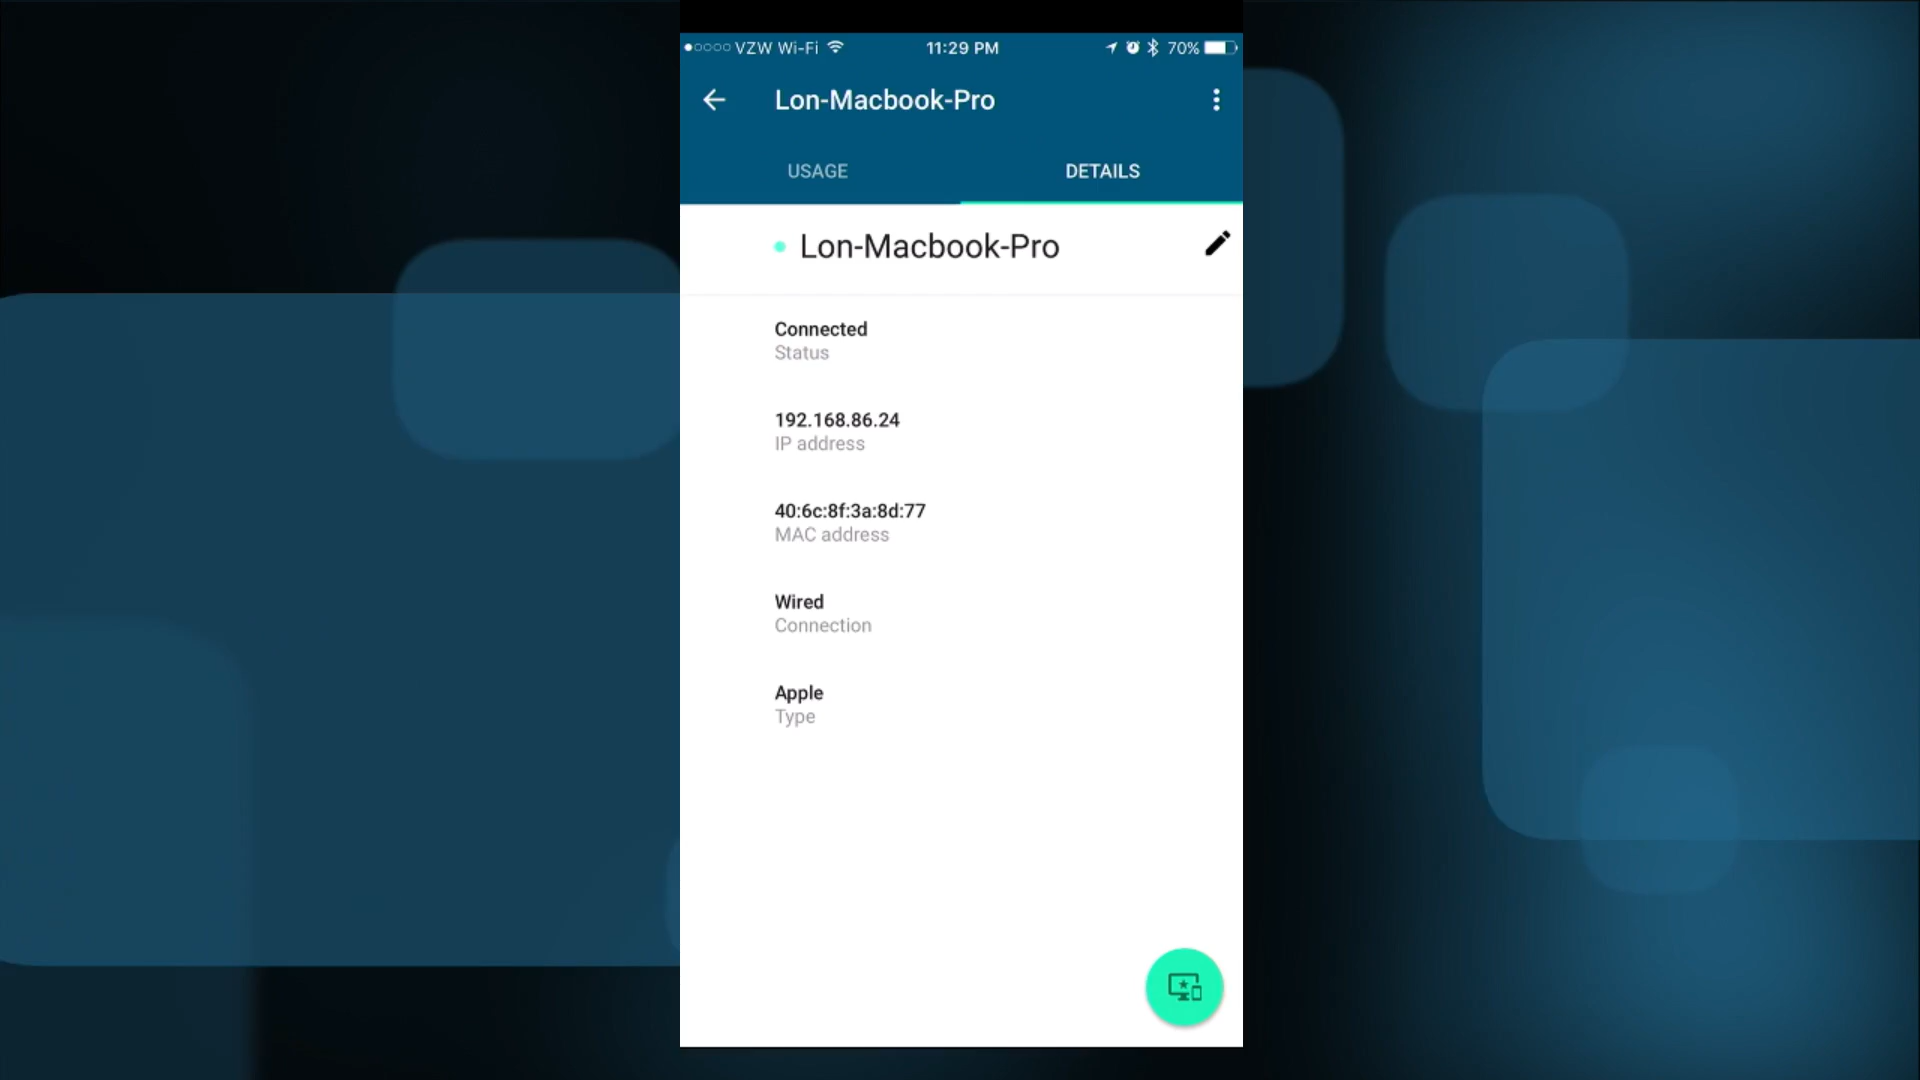 VZW Wi-Fi 11:29 PM 70%
Lon-Macbook-Pro
USAGE DETAILS
Lon-Macbook-Pro
Connected
Status
192.168.86.24
IP address
40:6c:8f:3a:8d:77
MAC address
Wired
Connection
Apple
Type